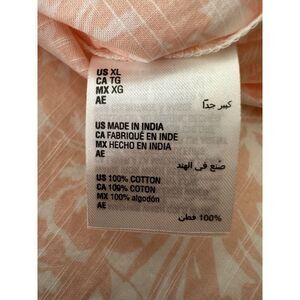 US XL
CA TG
MX XG
AE كبير جداً
US MADE IN INDIA
CA FABRIQUÉ EN INDE
MX HECHO EN INDIA
AE صنع في الهند
US 100% COTTON
CA 100% COTON
MX 100% algodón
AE 100% قطن